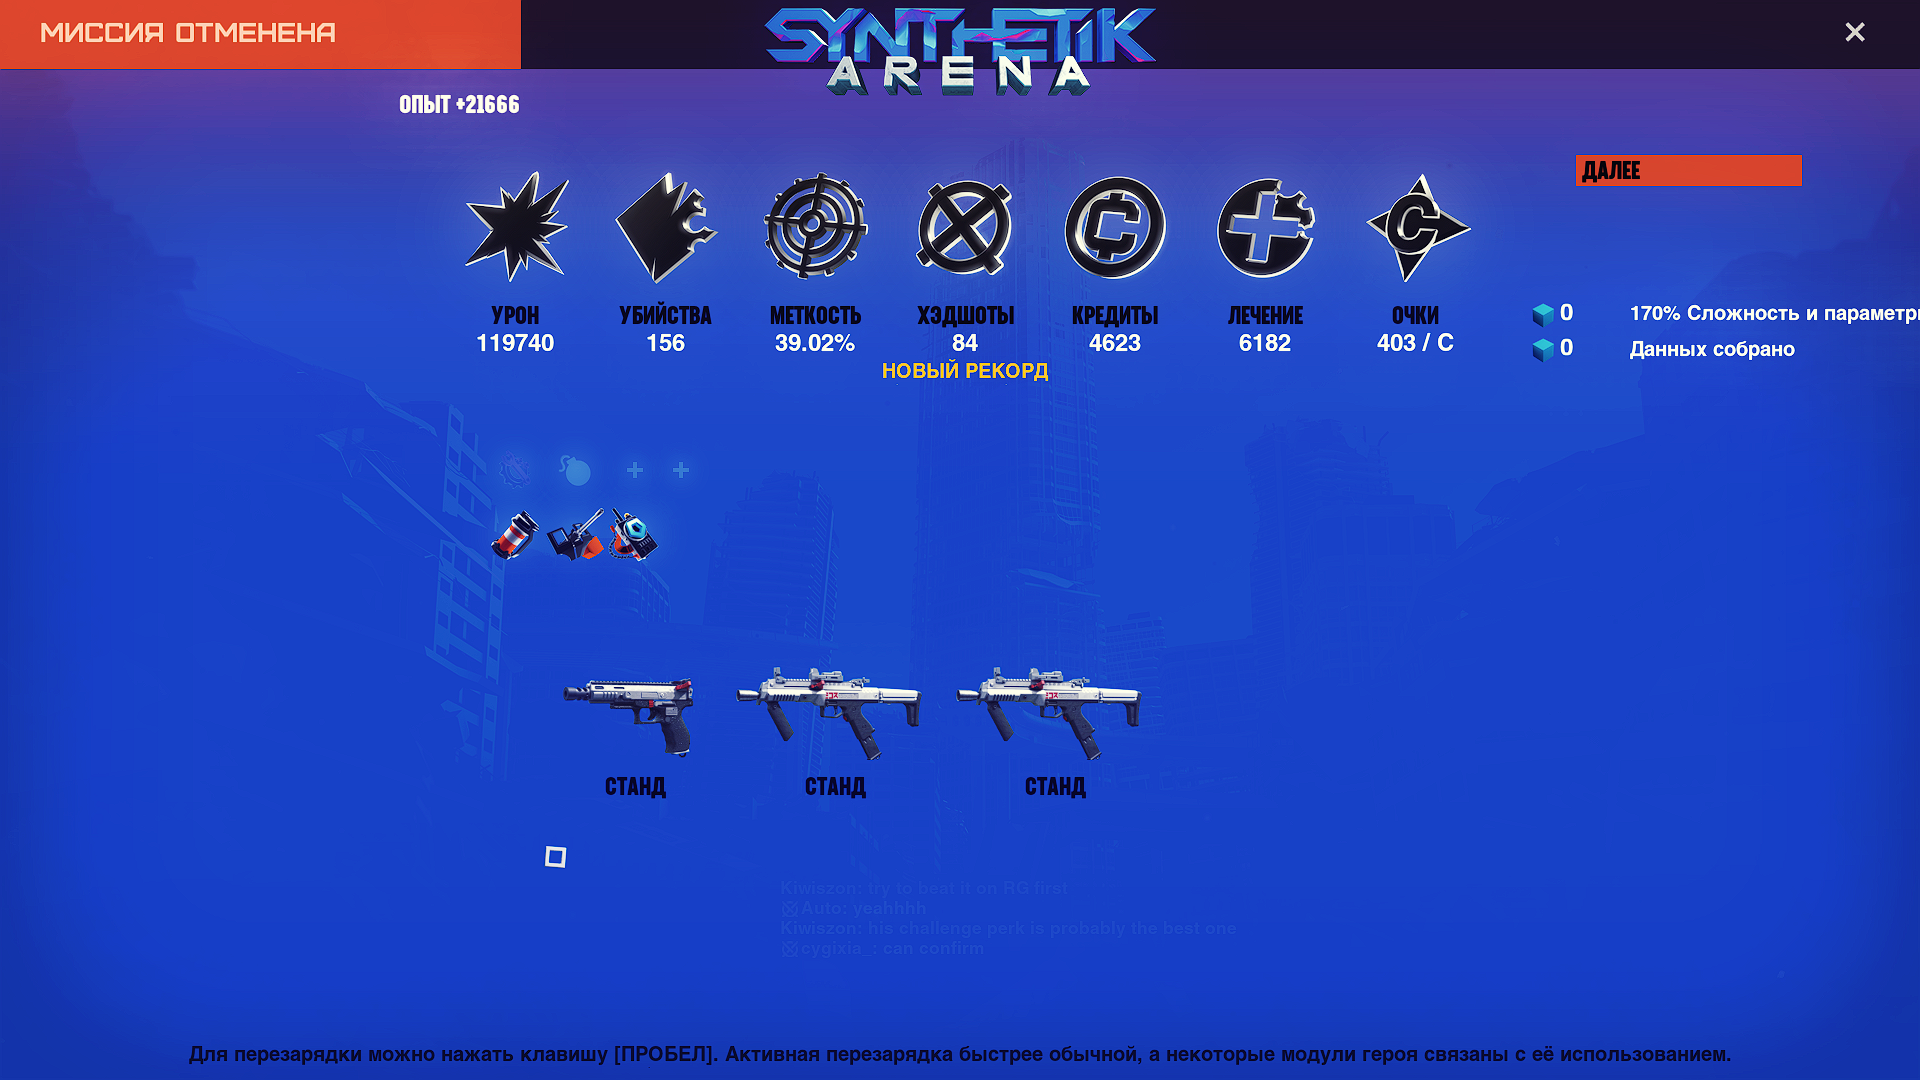 МИССИЯ ОТМЕНЕНА
SYNTHETIK
ARENA
ОПЫТ +21666
ДАЛЕЕ
УРОН
119740
УБИЙСТВА
156
МЕТКОСТЬ
39.02%
ХЭДШОТЫ
84
НОВЫЙ РЕКОРД
КРЕДИТЫ
4623
ЛЕЧЕНИЕ
6182
ОЧКИ
403 / C
0 170% Сложность и параметры
0 Данных собрано
СТАНД
СТАНД
СТАНД
Kiwiszon: try to beat it on RG first
Auto: yeahhhh
Kiwiszon: his challenge perk is probably the best one
cygixia_: can confirm
Для перезарядки можно нажать клавишу [ПРОБЕЛ]. Активная перезарядка быстрее обычной, а некоторые модули героя связаны с её использованием.